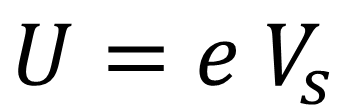 U = e V_s